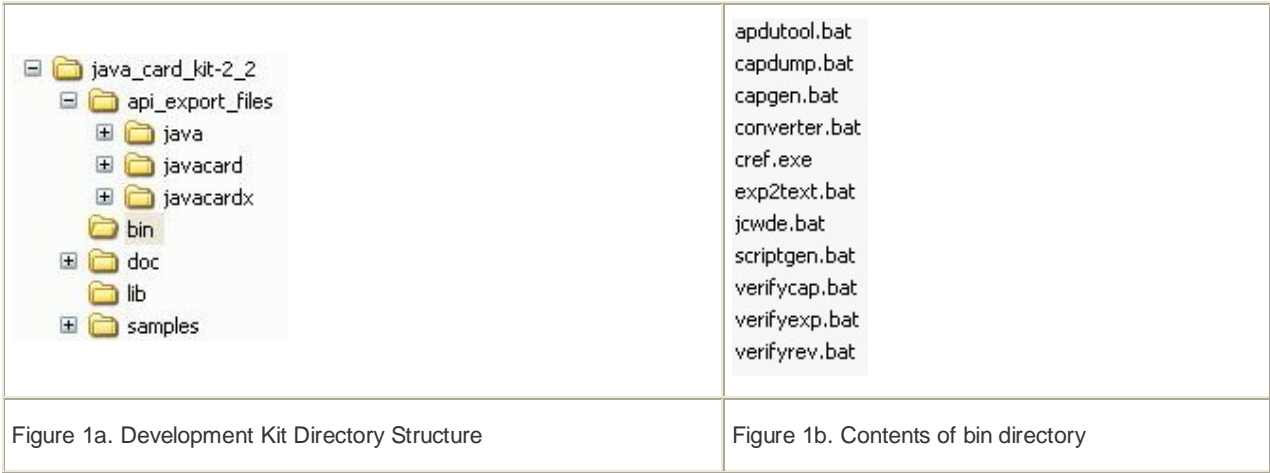 java_card_kit-2_2
api_export_files
java
javacard
javacardx
bin
doc
lib
samples
apdutool.bat
capdump.bat
capgen.bat
converter.bat
cref.exe
exp2text.bat
jcwde.bat
scriptgen.bat
verifycap.bat
verifyexp.bat
verifyrev.bat
Figure 1a. Development Kit Directory Structure
Figure 1b. Contents of bin directory